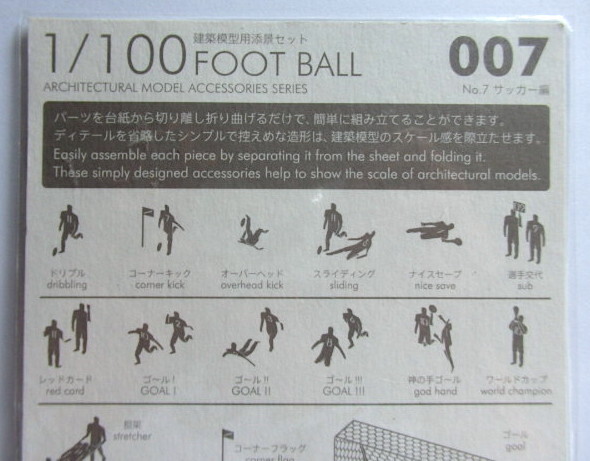 1/100 建築模型用添景セット
FOOT BALL
007
ARCHITECTURAL MODEL ACCESSORIES SERIES
No.7 サッカー編
パーツを台紙から切り離し折り曲げるだけで、簡単に組み立てることができます。
ディテールを省略したシンプルで控えめな造形は、建築模型のスケール感を際立たせます。
Easily assemble each piece by separating it from the sheet and folding it.
These simply designed accessories help to show the scale of architectural models.
ドリブル コーナーキック オーバーヘッド スライディング ナイスセーブ 選手交代
dribbling corner kick overhead kick sliding nice save sub
レッドカード ゴール! ゴール!! ゴール!!! 神の手ゴール ワールドカップ
red card GOAL I GOAL II GOAL III god hand world champion
担架 コーナーフラッグ ゴール
stretcher corner flag goal